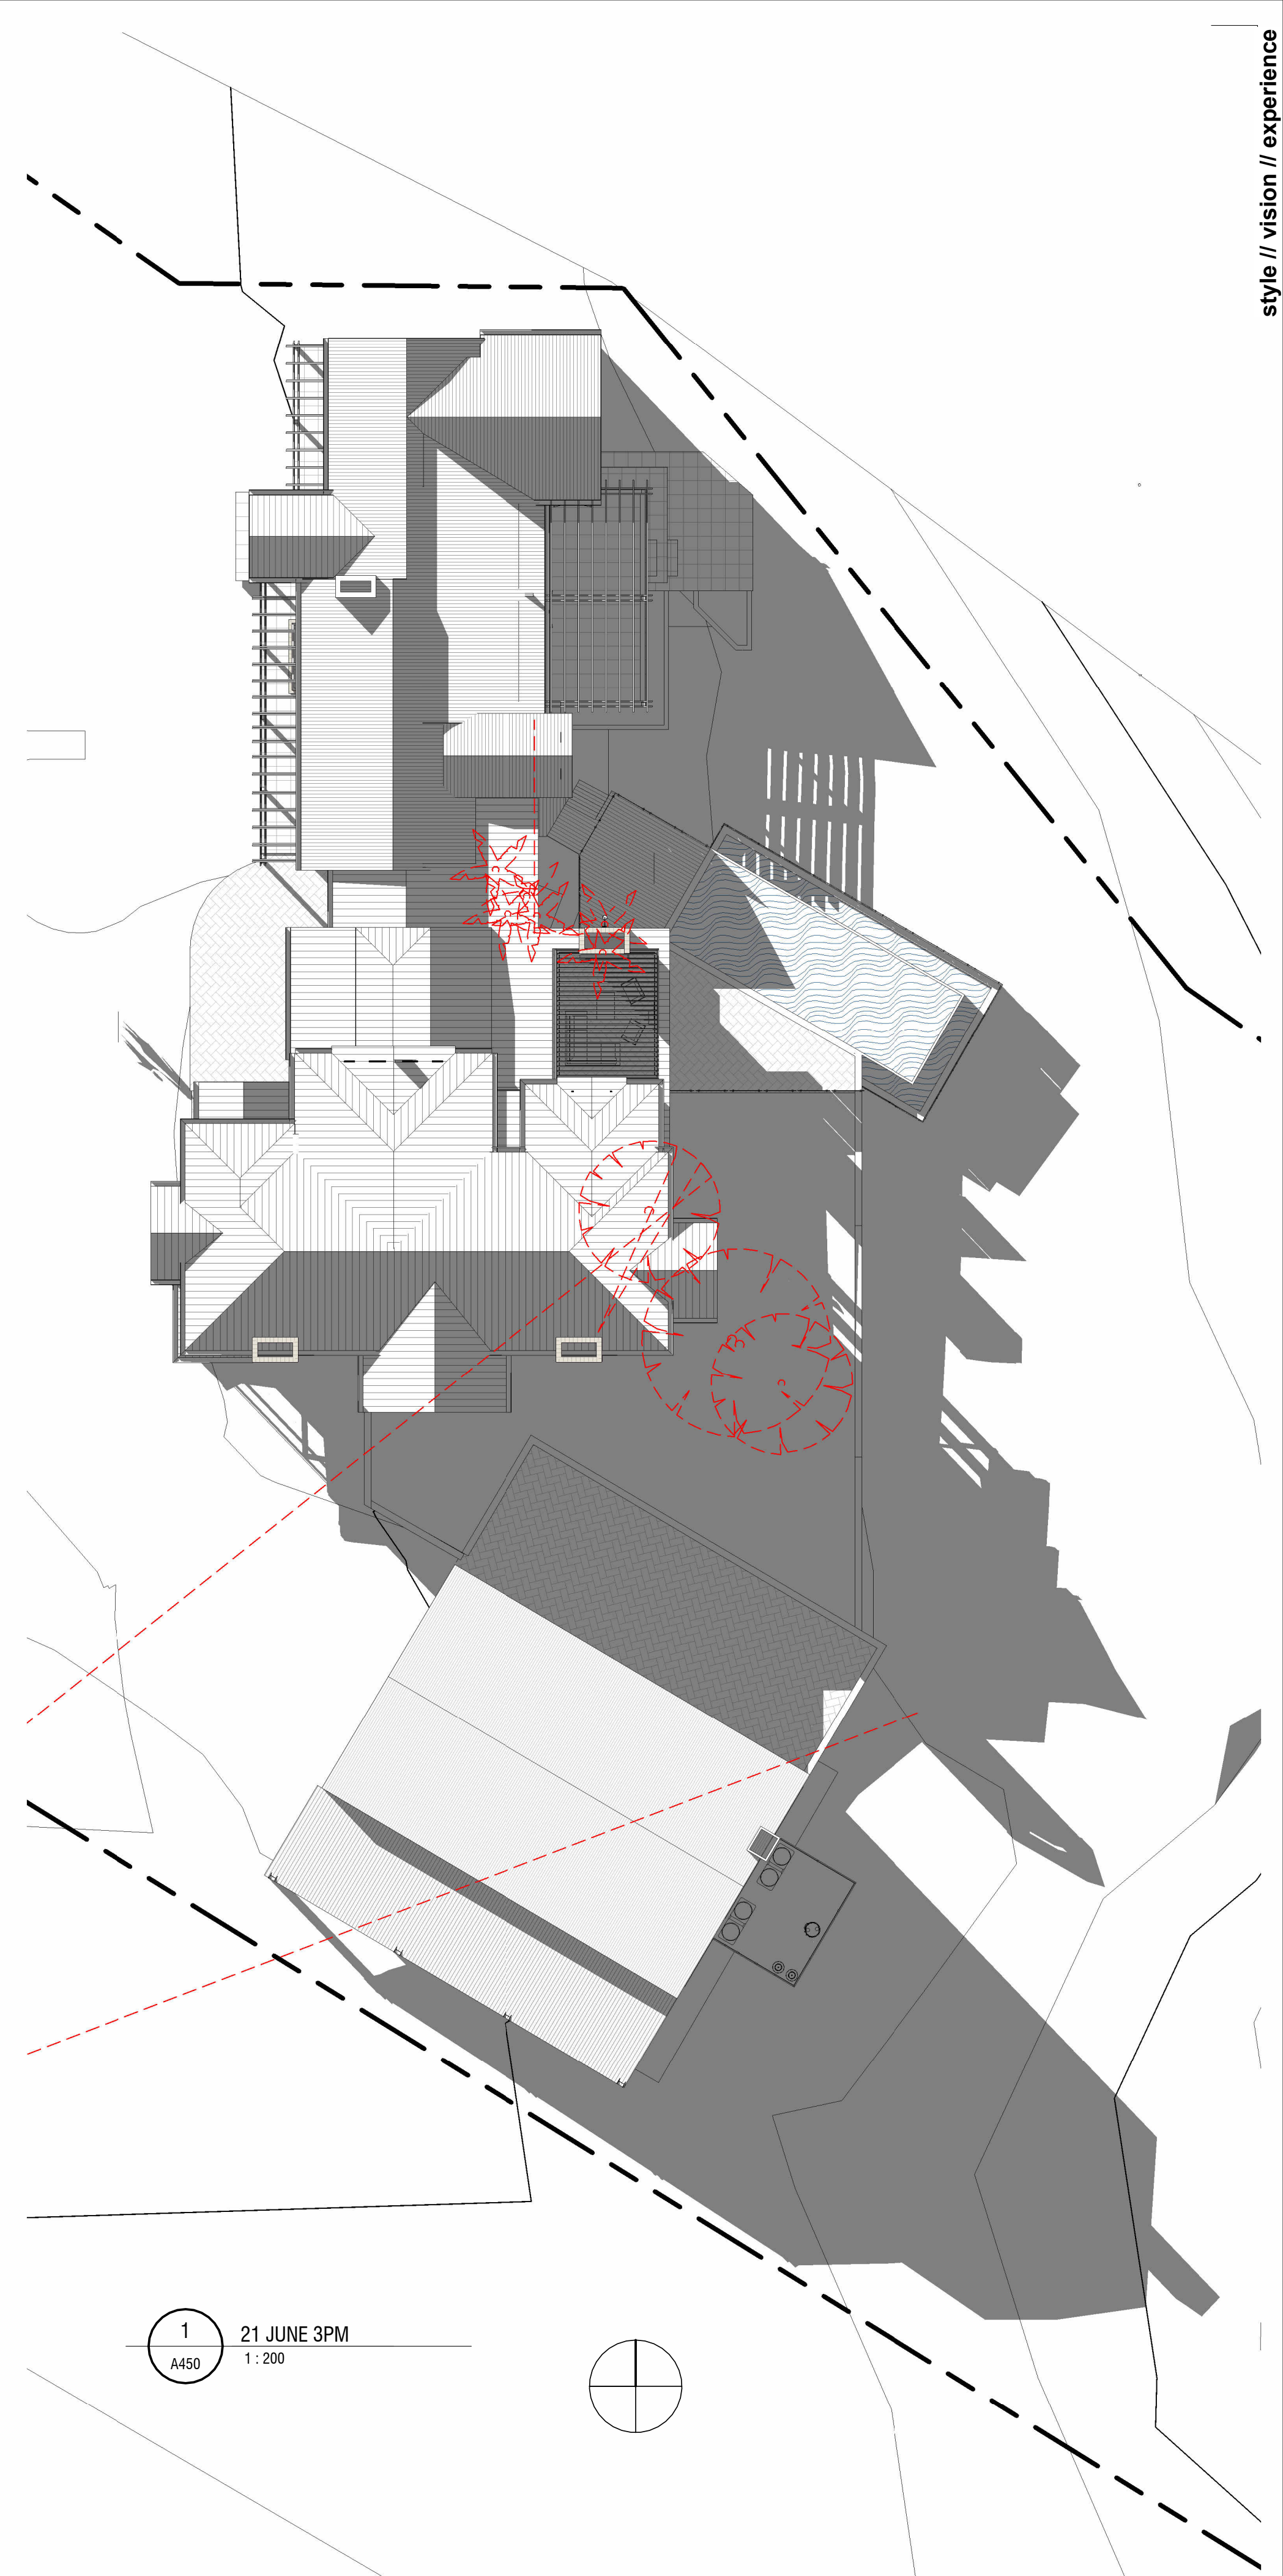 style // vision // experience
1
21 JUNE 3PM
A450
1 : 200